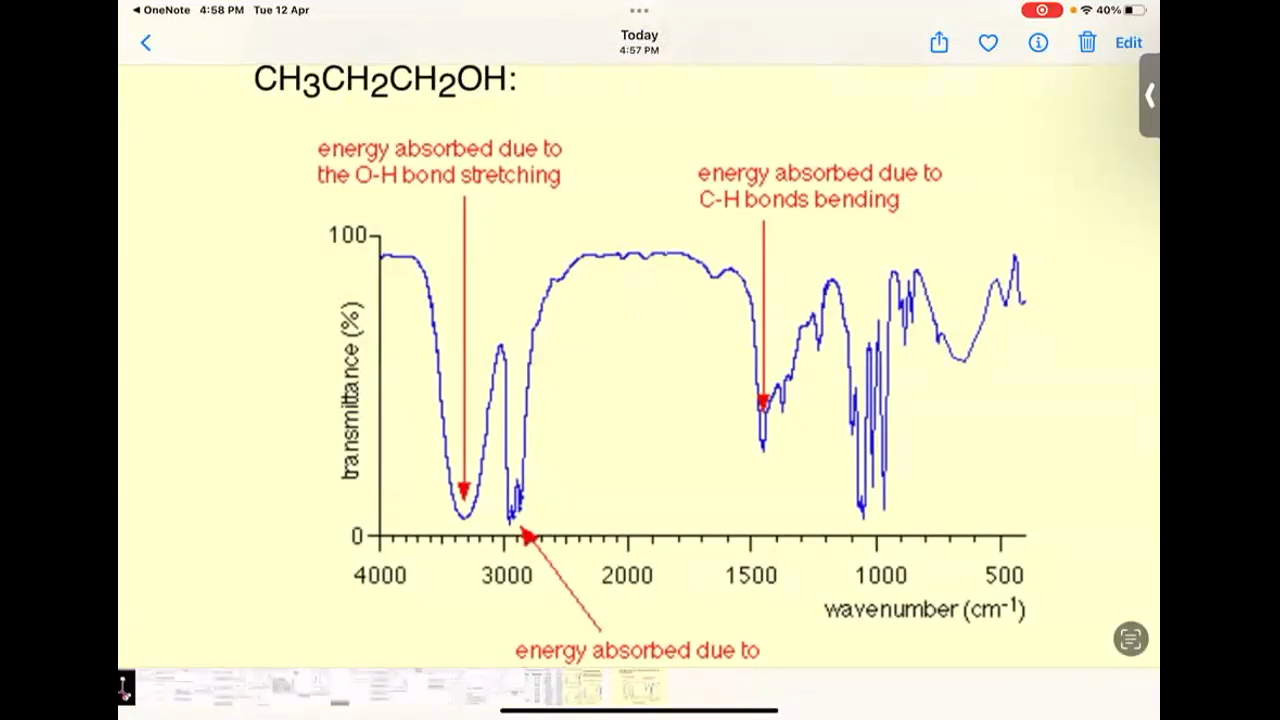 OneNote 4:58 PM Tue 12 Apr
40%
Today
4:57 PM
Edit
CH3CH2CH2OH:
energy absorbed due to
the O-H bond stretching
energy absorbed due to
C-H bonds bending
100
transmittance (%)
0
4000 3000 2000 1500 1000 500
wavenumber (cm-1)
energy absorbed due to